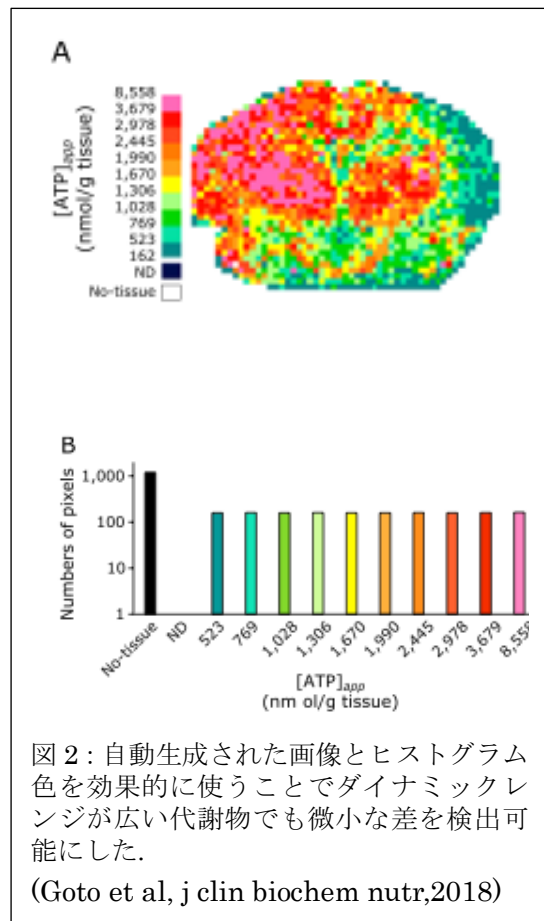 A
[ATP]app
(nmol/g tissue)
8,558
3,679
2,978
2,445
1,990
1,670
1,306
1,028
769
523
162
ND
No-tissue
B
Numbers of pixels
1,000
100
10
1
No-tissue
ND
523
769
1,028
1,306
1,670
1,990
2,445
2,978
3,679
8,558
[ATP]app
(nm ol/g tissue)
図 2 : 自動生成された画像とヒストグラム
色を効果的に使うことでダイナミックレ
ンジが広い代謝物でも微小な差を検出可
能にした.
(Goto et al, j clin biochem nutr,2018)